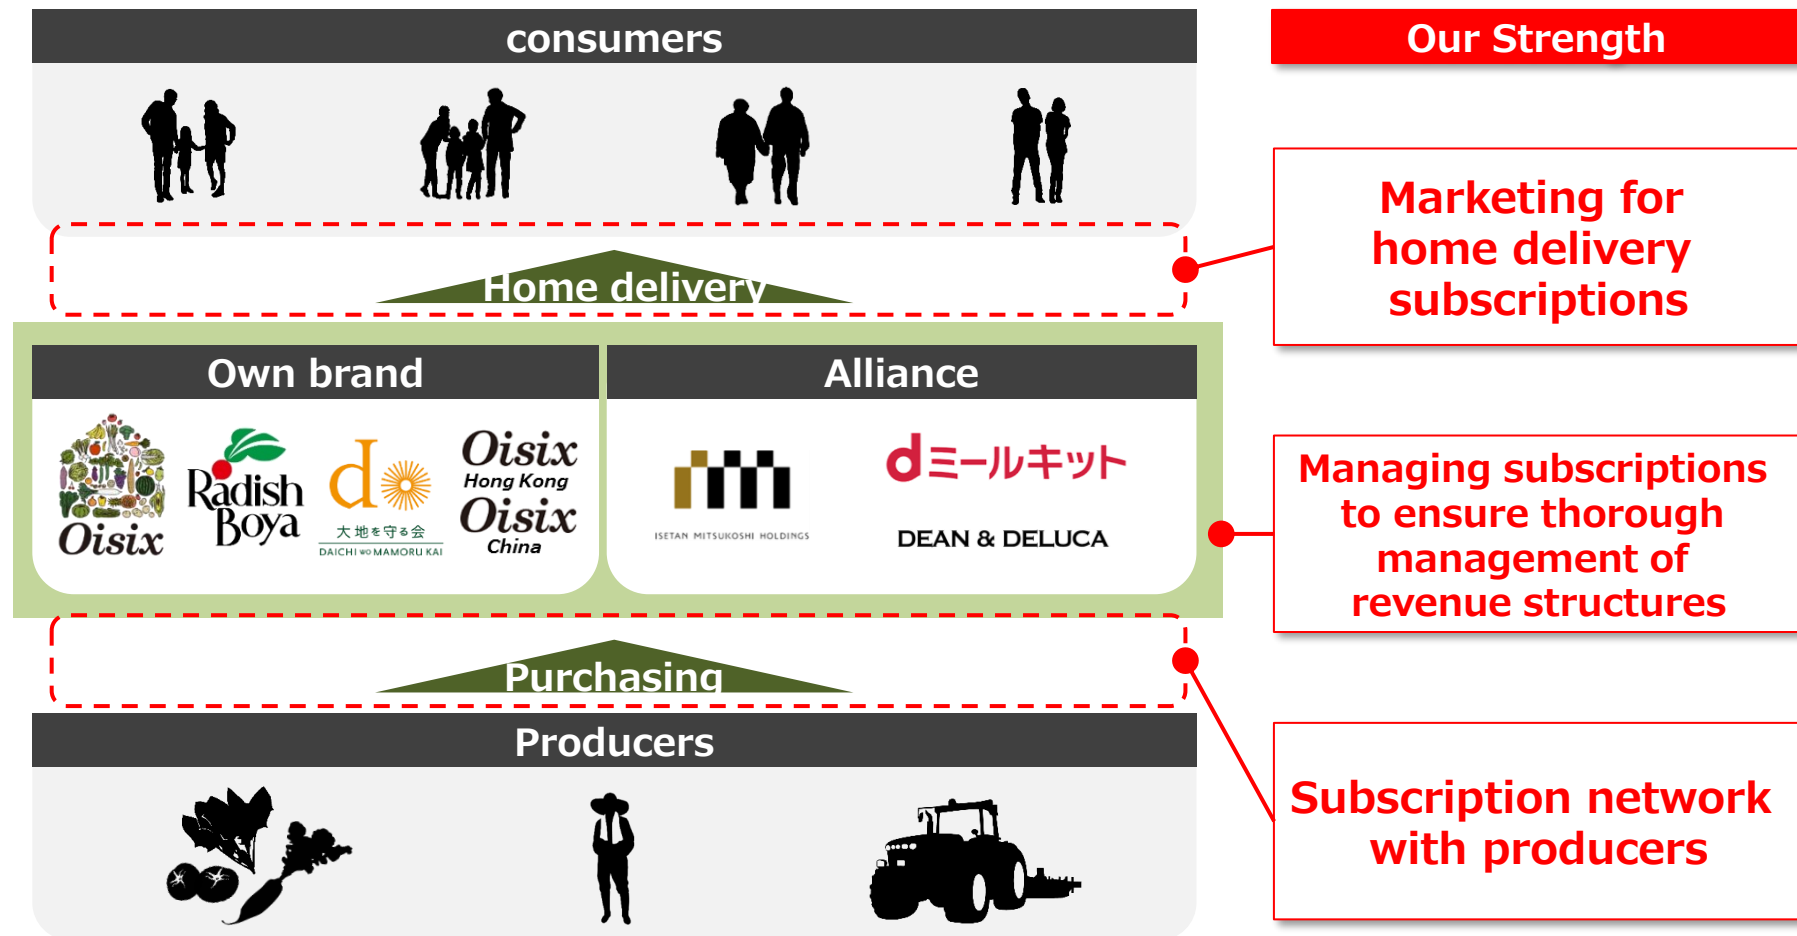 consumers
Our Strength
Marketing for
home delivery
subscriptions
Home delivery
Own brand
Alliance
Oisix
Radish
Boya
d
大地を守る会
DAICHI WO MAMORU KAI
Oisix
Hong Kong
Oisix
China
ISETAN MITSUKOSHI HOLDINGS
dミールキット
DEAN & DELUCA
Managing subscriptions
to ensure thorough
management of
revenue structures
Purchasing
Producers
Subscription network
with producers